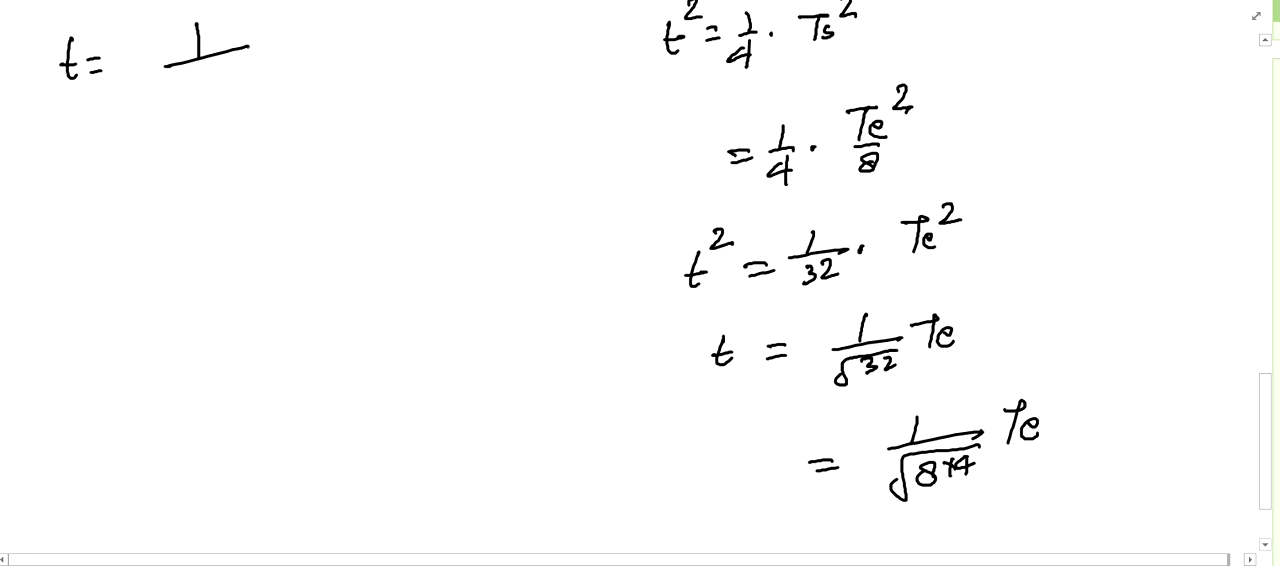 t = 1/
t² = 1/4 · Ts²
= 1/4 · Te²/8
t² = 1/32 · Te²
t = 1/√32 Te
= 1/√(8×4) Te